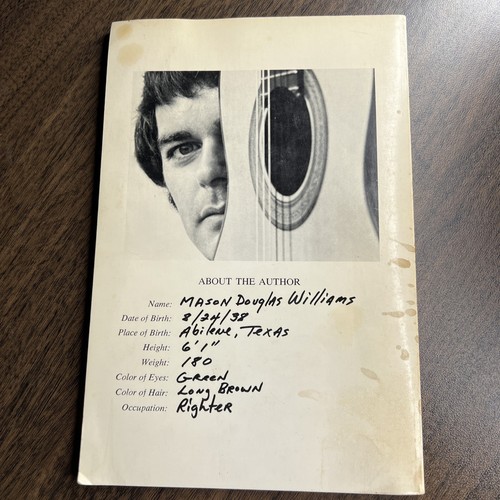 ABOUT THE AUTHOR
Name: MASON Douglas Williams
Date of Birth: 8/24/38
Place of Birth: Abilene, TEXAS
Height: 6'1"
Weight: 180
Color of Eyes: GREEN
Color of Hair: LONG BROWN
Occupation: RighteR